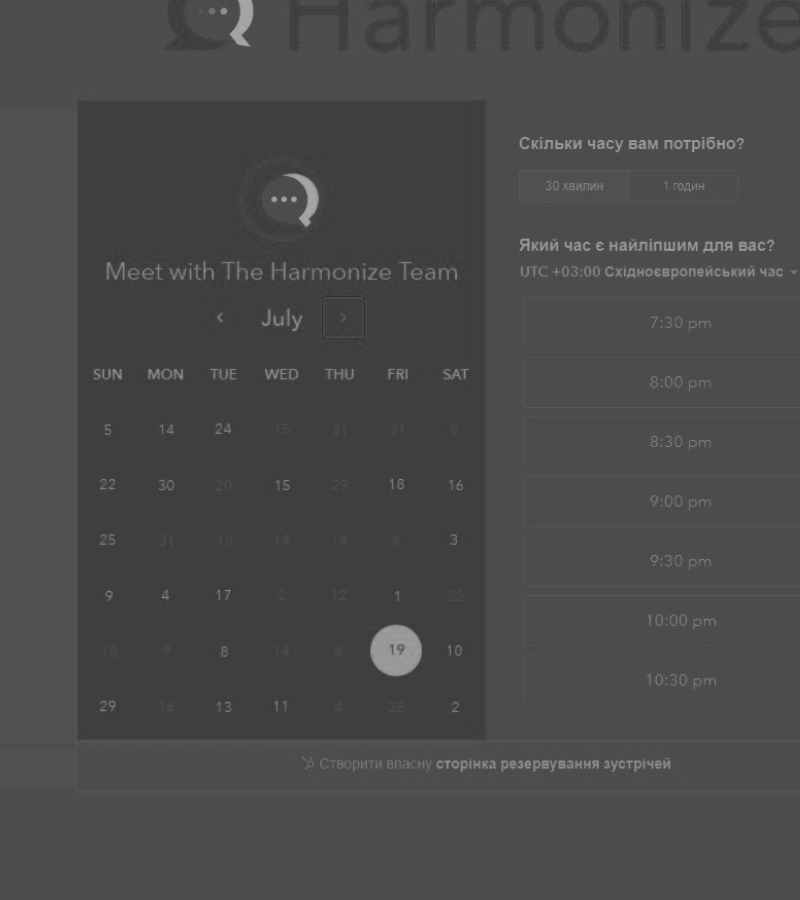 Harmonize
Meet with The Harmonize Team
July
SUN MON TUE WED THU FRI SAT
5 14 24 15 31 31 8
22 30 20 15 29 18 16
25 31 10 14 14 6 3
9 4 17 2 12 1 22
10 9 8 14 4 19 10
29 16 13 11 4 28 2
Скільки часу вам потрібно?
30 хвилин 1 годин
Який час є найліпшим для вас?
UTC +03:00 Східноєвропейський час
7:30 pm
8:00 pm
8:30 pm
9:00 pm
9:30 pm
10:00 pm
10:30 pm
Створити власну сторінка резервування зустрічей